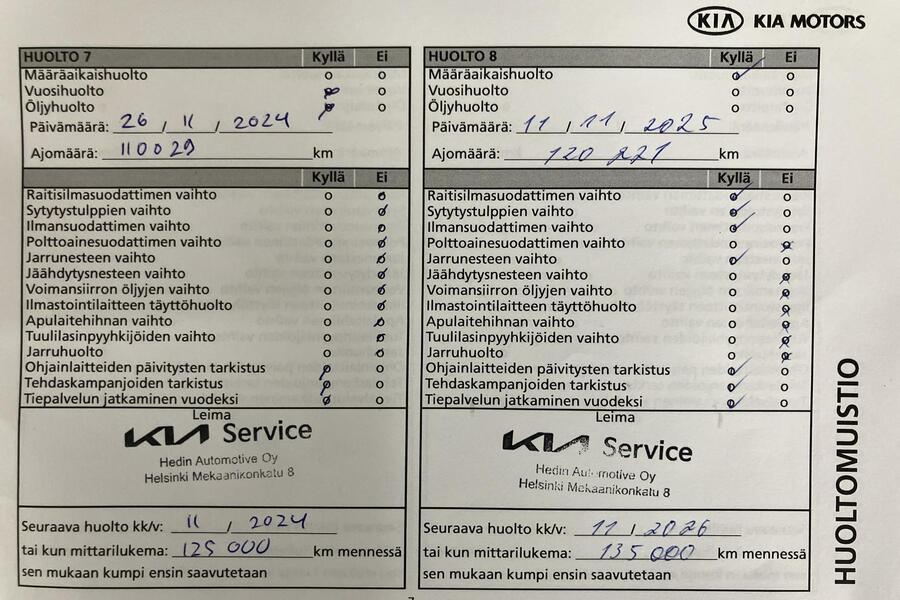 KIA KIA MOTORS
HUOLTO 7 Kyllä Ei
Määräaikaishuolto o o
Vuosihuolto o
Öljyhuolto o
Päivämäärä: 26 / 11 / 2024
Ajomäärä: 110029 km
Kyllä Ei
Raitisilmasuodattimen vaihto
Sytytystulppien vaihto
Ilmansuodattimen vaihto
Polttoainesuodattimen vaihto
Jarrunesteen vaihto
Jäähdytysnesteen vaihto
Voimansiirron öljyjen vaihto
Ilmastointilaitteen täyttöhuolto
Apulaitehihnan vaihto
Tuulilasinpyyhkijöiden vaihto
Jarruhuolto
Ohjainlaitteiden päivitysten tarkistus
Tehdaskampanjoiden tarkistus
Tiepalvelun jatkaminen vuodeksi
Leima
KIA Service
Hedin Automotive Oy
Helsinki Mekaanikonkatu 8
Seuraava huolto kk/v: 11 / 2024
tai kun mittarilukema: 125 000 km mennessä
sen mukaan kumpi ensin saavutetaan
HUOLTO 8 Kyllä Ei
Määräaikaishuolto
Vuosihuolto
Öljyhuolto
Päivämäärä: 11 / 11 / 2025
Ajomäärä: 120 221 km
Kyllä Ei
Raitisilmasuodattimen vaihto
Sytytystulppien vaihto
Ilmansuodattimen vaihto
Polttoainesuodattimen vaihto
Jarrunesteen vaihto
Jäähdytysnesteen vaihto
Voimansiirron öljyjen vaihto
Ilmastointilaitteen täyttöhuolto
Apulaitehihnan vaihto
Tuulilasinpyyhkijöiden vaihto
Jarruhuolto
Ohjainlaitteiden päivitysten tarkistus
Tehdaskampanjoiden tarkistus
Tiepalvelun jatkaminen vuodeksi
Leima
KIA Service
Hedin Automotive Oy
Helsinki Mekaanikonkatu 8
Seuraava huolto kk/v: 11 / 2026
tai kun mittarilukema: 135 000 km mennessä
sen mukaan kumpi ensin saavutetaan
HUOLTOMUISTIO